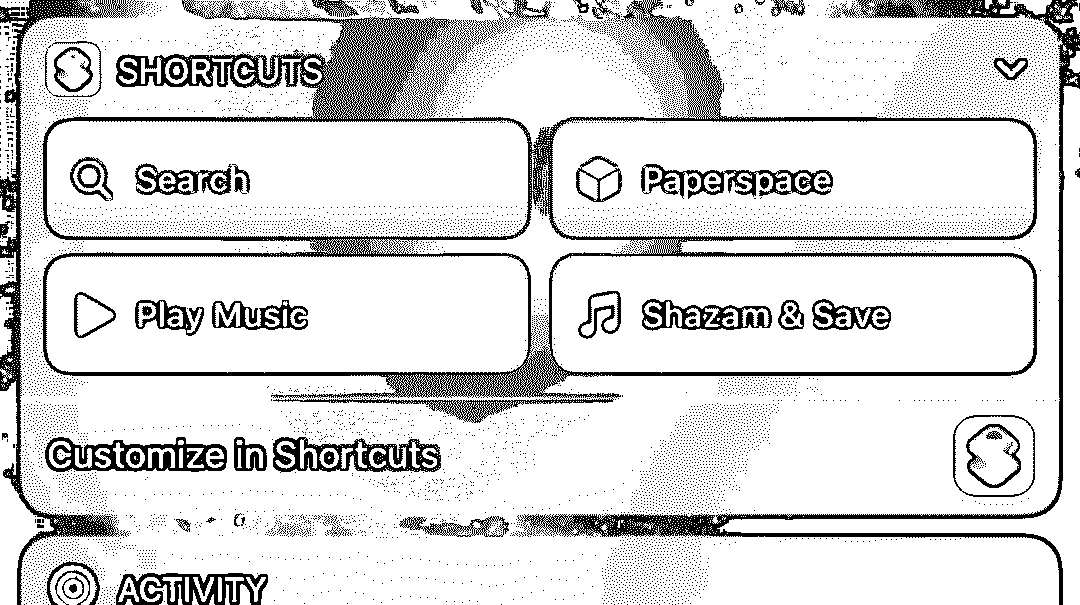 SHORTCUTS
Search
Paperspace
Play Music
Shazam & Save
Customize in Shortcuts
ACTIVITY